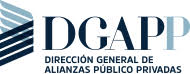 DGAPP
DIRECCIÓN GENERAL DE
ALIANZAS PÚBLICO PRIVADAS